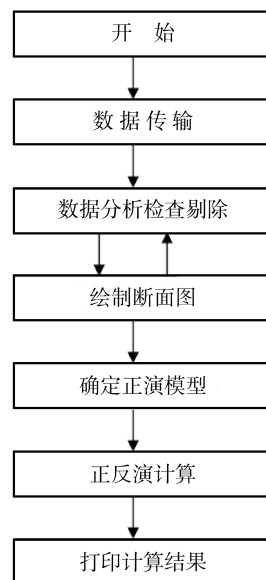 开 始
数 据 传 输
数据分析检查剔除
绘制断面图
确定正演模型
正反演计算
打印计算结果